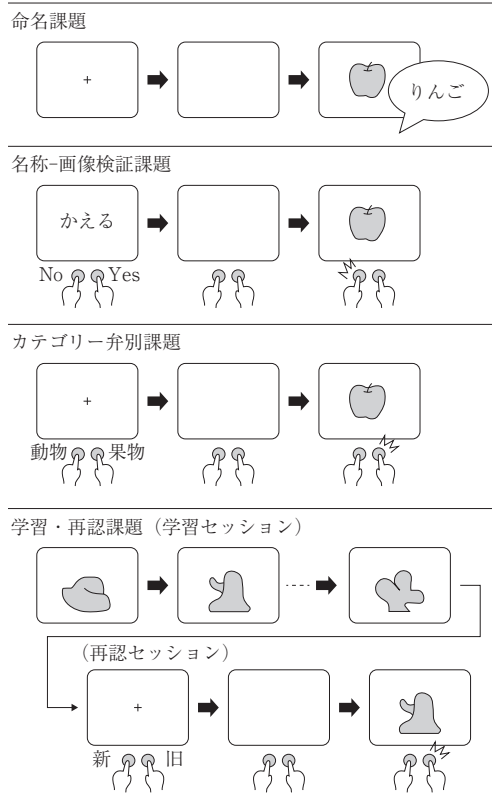 命名課題
+
りんご
名称-画像検証課題
かえる
No Yes
カテゴリー弁別課題
+
動物 果物
学習・再認課題（学習セッション）
（再認セッション）
+
新 旧